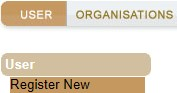 USER ORGANISATIONS
User
Register New